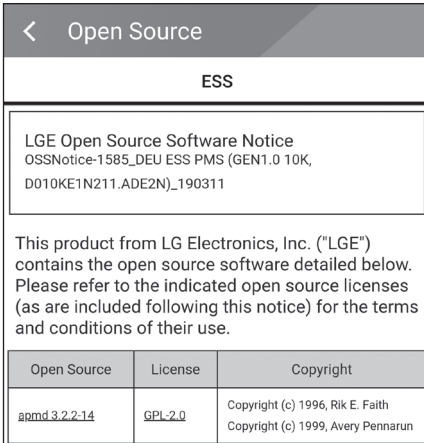 Open Source
ESS
LGE Open Source Software Notice
OSSNotice-1585_DEU ESS PMS (GEN1.0 10K,
D010KE1N211.ADE2N)_190311
This product from LG Electronics, Inc. ("LGE")
contains the open source software detailed below.
Please refer to the indicated open source licenses
(as are included following this notice) for the terms
and conditions of their use.
Open Source License Copyright
apmd 3.2.2-14 GPL-2.0 Copyright (c) 1996, Rik E. Faith
Copyright (c) 1999, Avery Pennarun